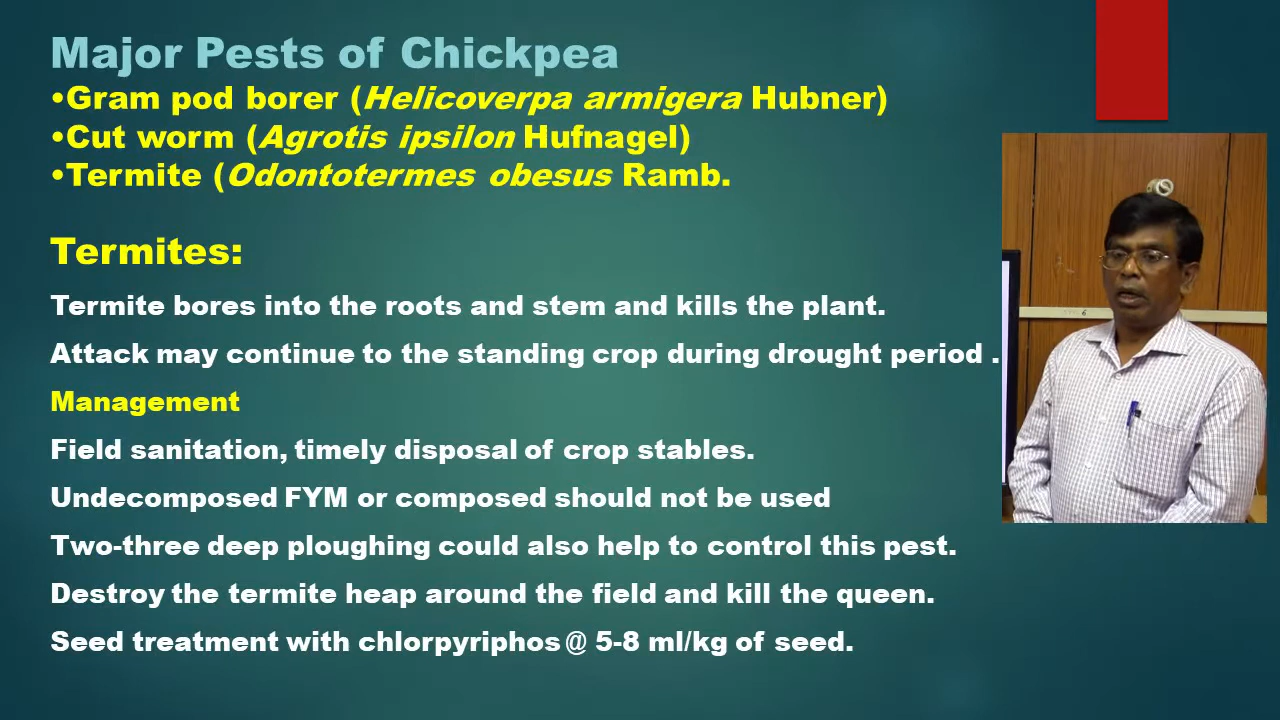 Major Pests of Chickpea
•Gram pod borer (Helicoverpa armigera Hubner)
•Cut worm (Agrotis ipsilon Hufnagel)
•Termite (Odontotermes obesus Ramb.
Termites:
Termite bores into the roots and stem and kills the plant.
Attack may continue to the standing crop during drought period .
Management
Field sanitation, timely disposal of crop stables.
Undecomposed FYM or composed should not be used
Two-three deep ploughing could also help to control this pest.
Destroy the termite heap around the field and kill the queen.
Seed treatment with chlorpyriphos @ 5-8 ml/kg of seed.